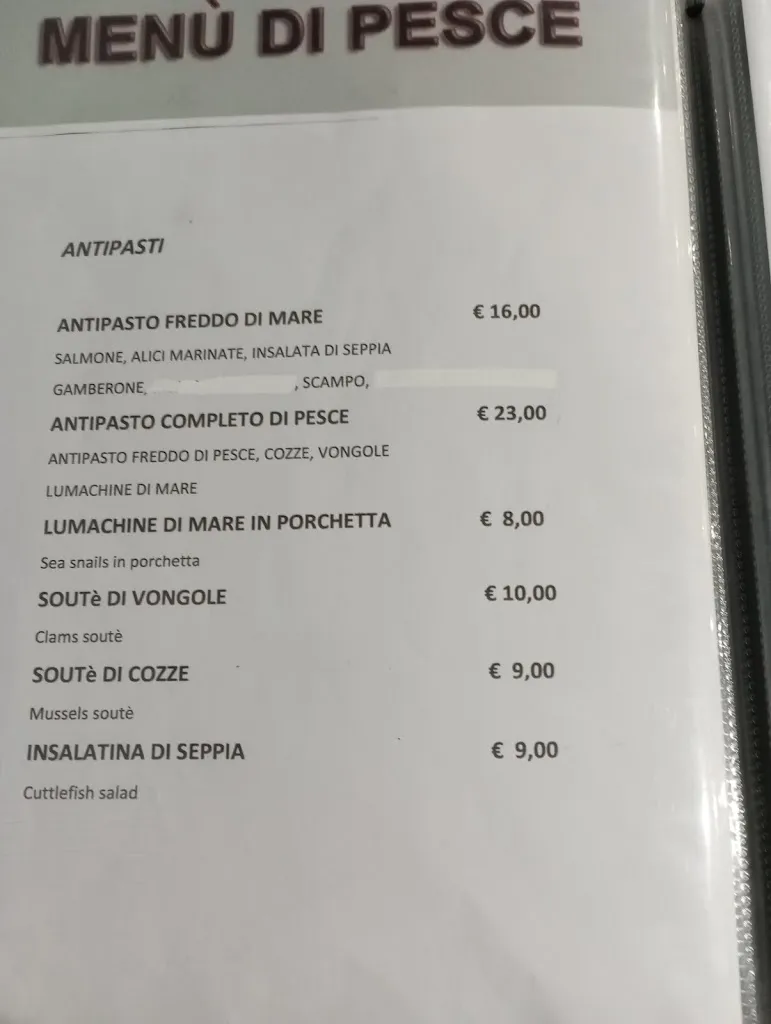 MENÙ DI PESCE
ANTIPASTI
ANTIPASTO FREDDO DI MARE € 16,00
SALMONE, ALICI MARINATE, INSALATA DI SEPPIA
GAMBERONE, , SCAMPO,
ANTIPASTO COMPLETO DI PESCE € 23,00
ANTIPASTO FREDDO DI PESCE, COZZE, VONGOLE
LUMACHINE DI MARE
LUMACHINE DI MARE IN PORCHETTA € 8,00
Sea snails in porchetta
SOUTè DI VONGOLE € 10,00
Clams soutè
SOUTè DI COZZE € 9,00
Mussels soutè
INSALATINA DI SEPPIA € 9,00
Cuttlefish salad